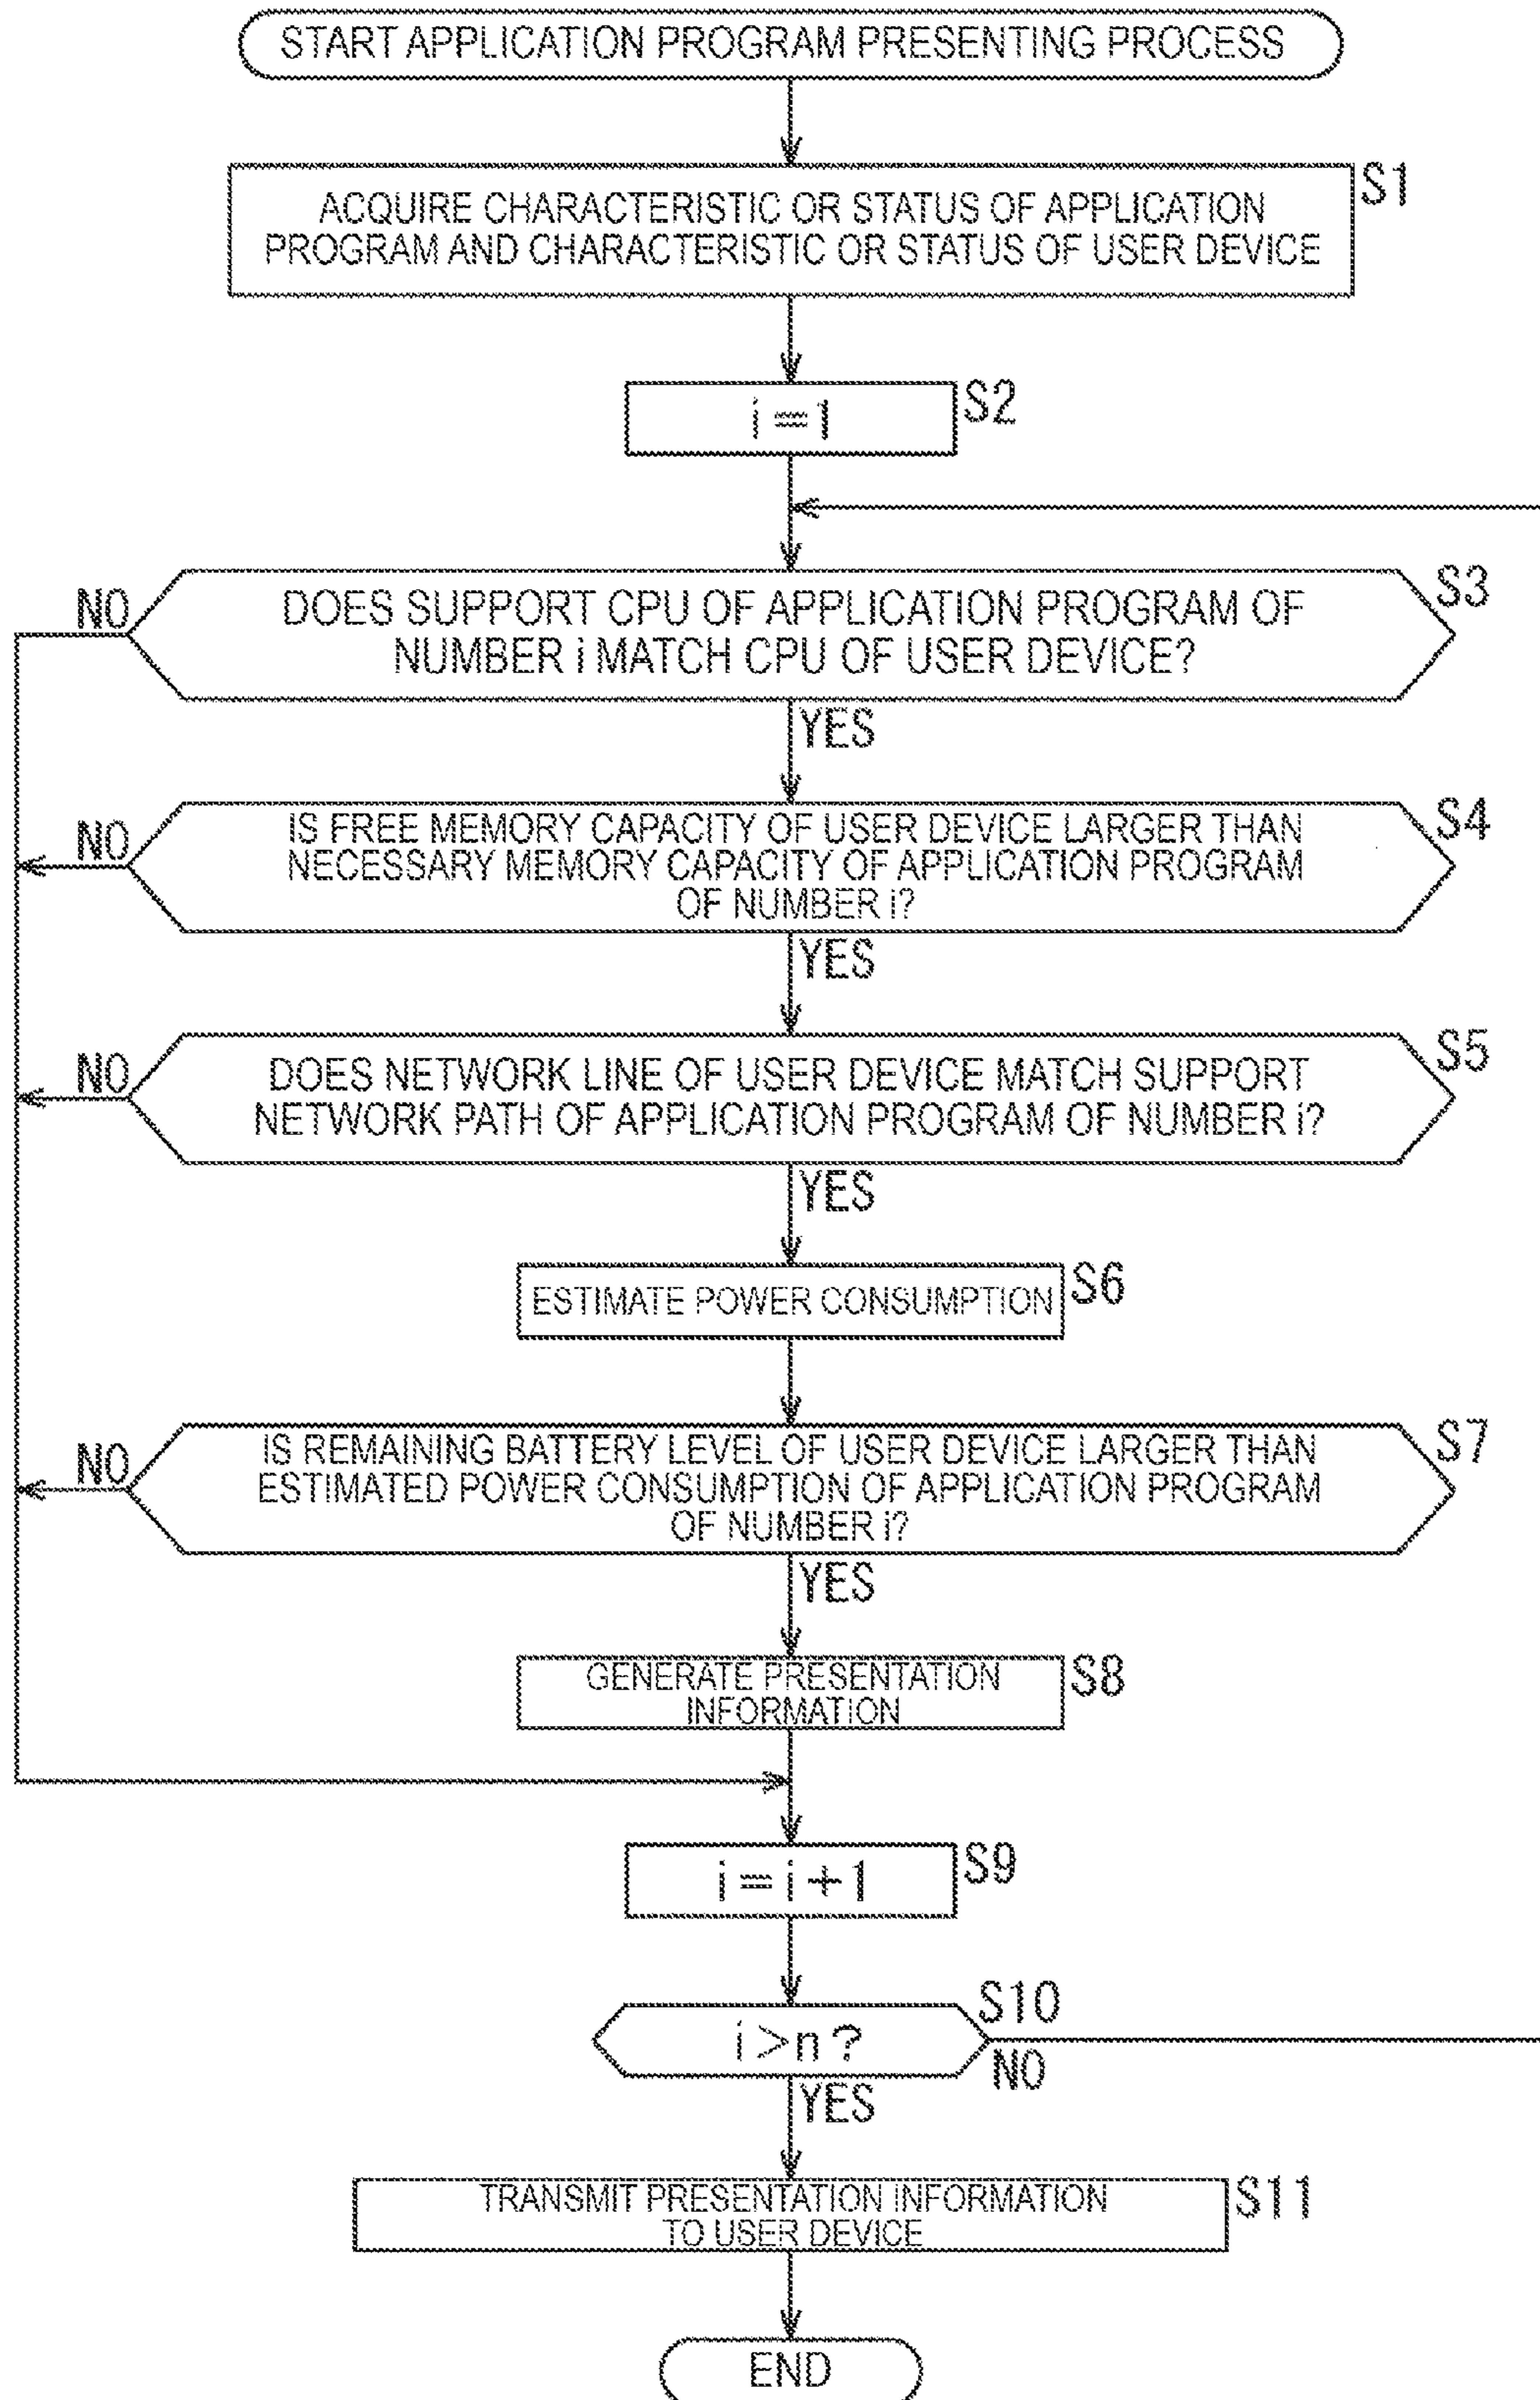 START APPLICATION PROGRAM PRESENTING PROCESS
S1
ACQUIRE CHARACTERISTIC OR STATUS OF APPLICATION
PROGRAM AND CHARACTERISTIC OR STATUS OF USER DEVICE
S2
i=1
S3
NO
DOES SUPPORT CPU OF APPLICATION PROGRAM OF
NUMBER i MATCH CPU OF USER DEVICE?
YES
S4
NO
IS FREE MEMORY CAPACITY OF USER DEVICE LARGER THAN
NECESSARY MEMORY CAPACITY OF APPLICATION PROGRAM
OF NUMBER i?
YES
S5
NO
DOES NETWORK LINE OF USER DEVICE MATCH SUPPORT
NETWORK PATH OF APPLICATION PROGRAM OF NUMBER i?
YES
S6
ESTIMATE POWER CONSUMPTION
S7
NO
IS REMAINING BATTERY LEVEL OF USER DEVICE LARGER THAN
ESTIMATED POWER CONSUMPTION OF APPLICATION PROGRAM
OF NUMBER i?
YES
S8
GENERATE PRESENTATION
INFORMATION
S9
i=i+1
S10
i>n?
NO
YES
S11
TRANSMIT PRESENTATION INFORMATION
TO USER DEVICE
END